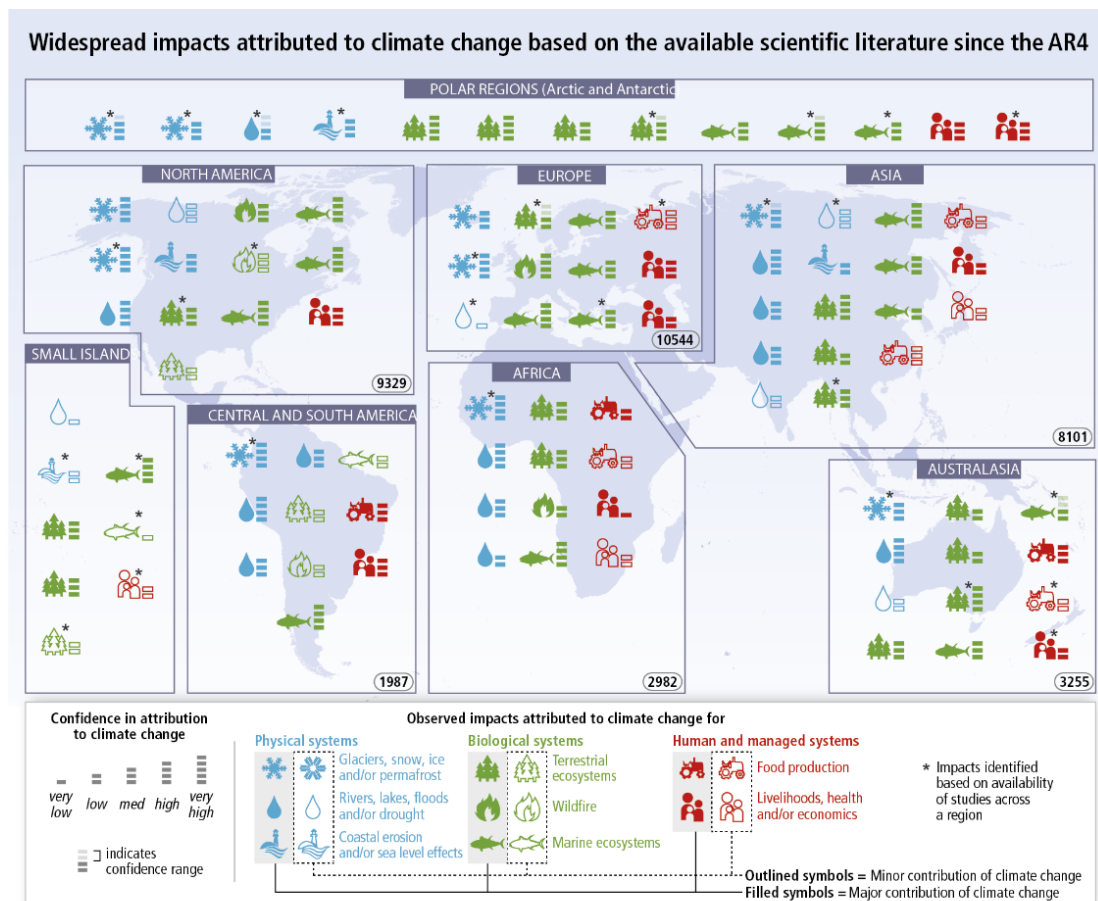 Widespread impacts attributed to climate change based on the available scientific literature since the AR4
POLAR REGIONS (Arctic and Antarctic
* * * * * * * *
NORTH AMERICA
* * *
9329
EUROPE
* * * * *
10544
ASIA
* * *
8101
SMALL ISLAND
* * * * *
CENTRAL AND SOUTH AMERICA
*
1987
AFRICA
*
2982
AUSTRALASIA
* * * * *
3255
Confidence in attribution
to climate change
very low
low
med
high
very high
indicates
confidence range
Observed impacts attributed to climate change for
Physical systems
Glaciers, snow, ice
and/or permafrost
Rivers, lakes, floods
and/or drought
Coastal erosion
and/or sea level effects
Biological systems
Terrestrial
ecosystems
Wildfire
Marine ecosystems
Human and managed systems
Food production
Livelihoods, health
and/or economics
* Impacts identified
based on availability
of studies across
a region
Outlined symbols = Minor contribution of climate change
Filled symbols = Major contribution of climate change